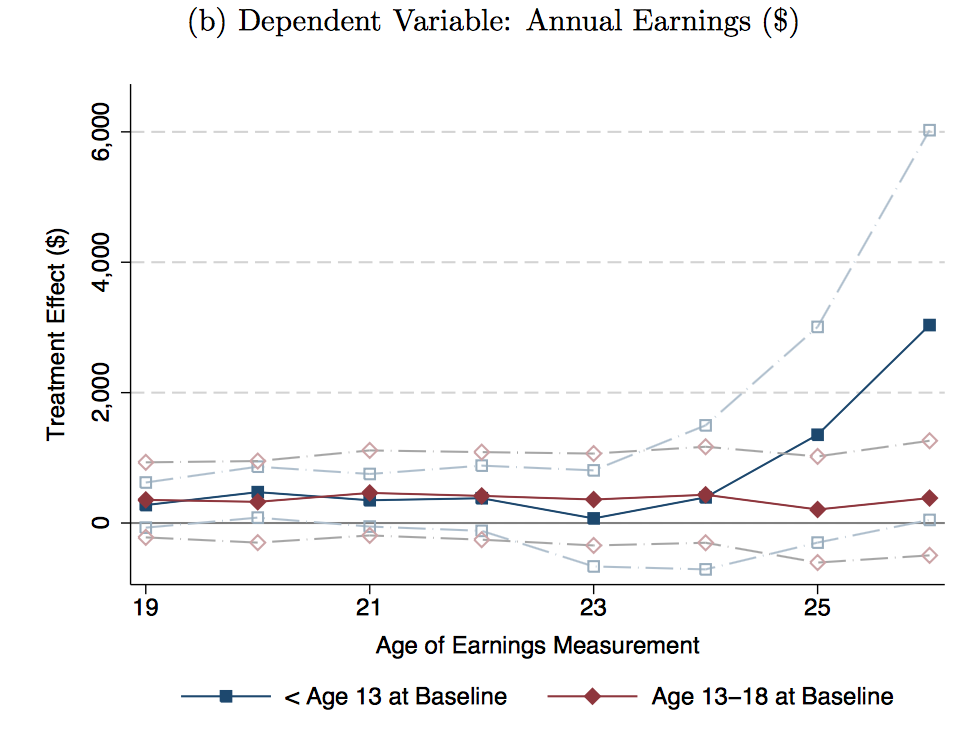 (b) Dependent Variable: Annual Earnings ($)
6,000
4,000
2,000
0
Treatment Effect ($)
19
21
23
25
Age of Earnings Measurement
< Age 13 at Baseline
Age 13–18 at Baseline